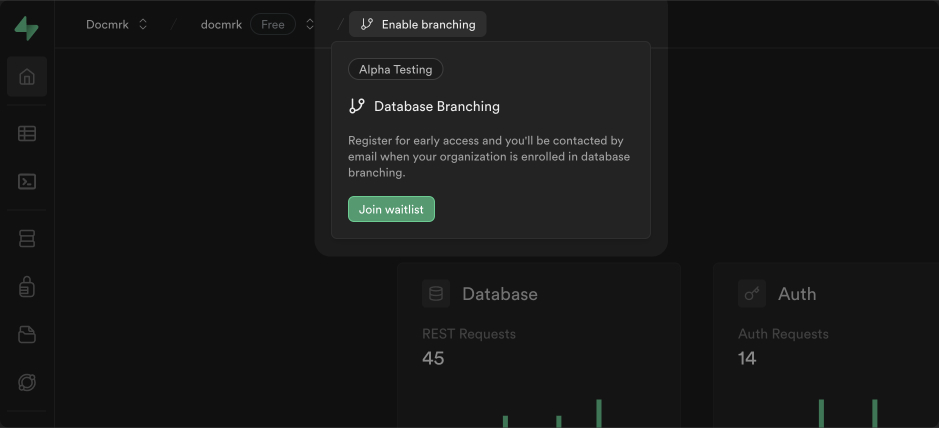 Docmrk / docmrk Free / Enable branching
Alpha Testing
Database Branching
Register for early access and you'll be contacted by
email when your organization is enrolled in database
branching.
Join waitlist
Database
REST Requests
45
Auth
Auth Requests
14